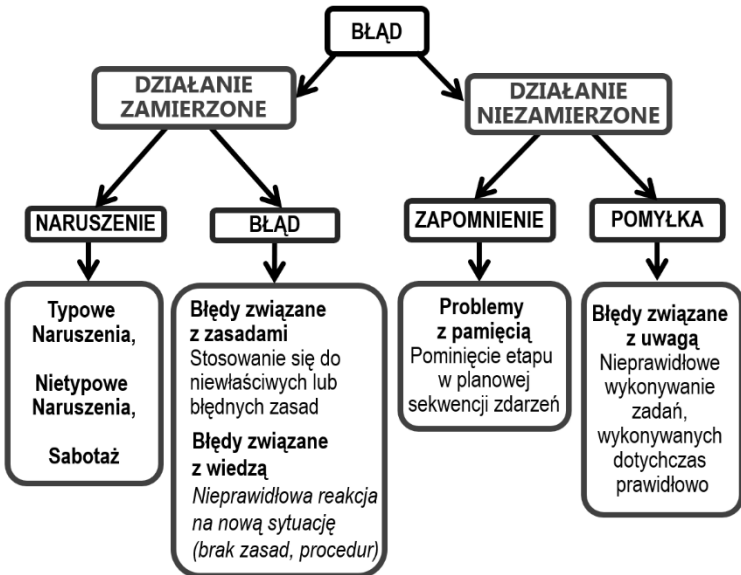 BŁĄD
DZIAŁANIE
ZAMIERZONE
DZIAŁANIE
NIEZAMIERZONE
NARUSZENIE
BŁĄD
ZAPOMNIENIE
POMYŁKA
Typowe
Naruszenia,
Nietypowe
Naruszenia,
Sabotaż
Błędy związane
z zasadami
Stosowanie się do
niewłaściwych lub
błędnych zasad
Błędy związane
z wiedzą
Nieprawidłowa reakcja
na nową sytuację
(brak zasad, procedur)
Problemy
z pamięcią
Pominięcie etapu
w planowej
sekwencji zdarzeń
Błędy związane
z uwagą
Nieprawidłowe
wykonywanie
zadań,
wykonywanych
dotychczas
prawidłowo